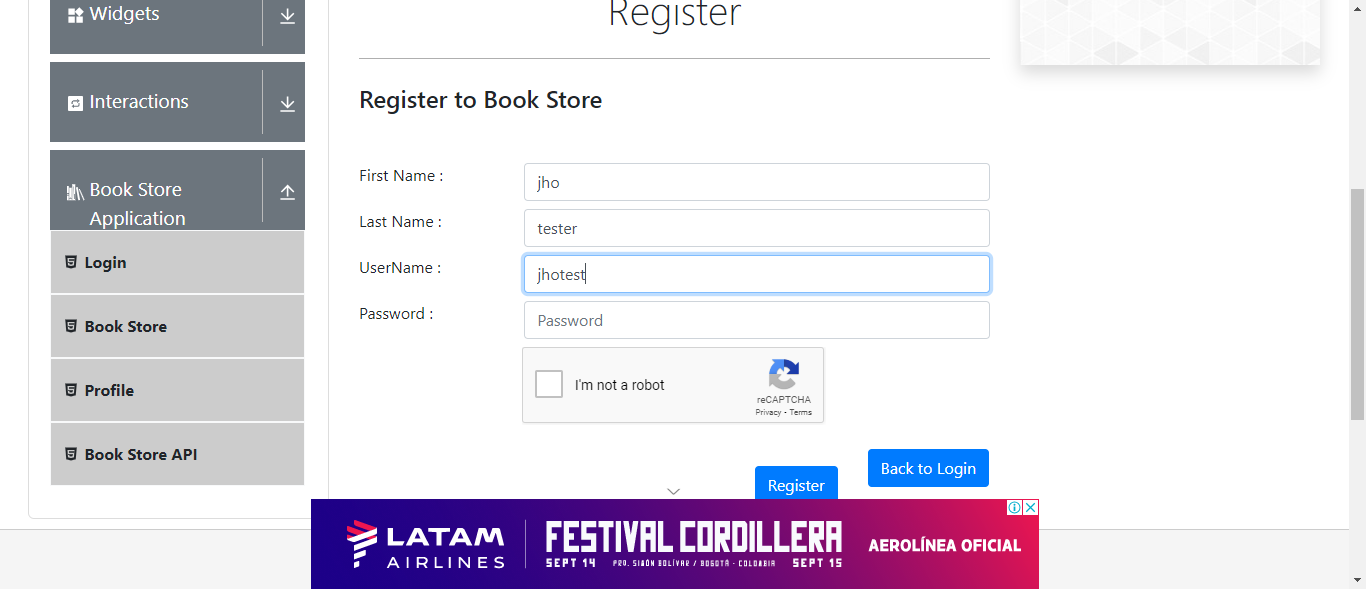 Widgets
Interactions
Book Store
Application
Login
Book Store
Profile
Book Store API
Register
Register to Book Store
First Name :
jho
Last Name :
tester
UserName :
jhotest
Password :
Password
I'm not a robot
reCAPTCHA
Privacy - Terms
Back to Login
Register
LATAM
AIRLINES
FESTIVAL CORDILLERA
SEPT 14 PRO. SIMÓN BOLÍVAR / BOGOTÁ - COLOMBIA SEPT 15
AEROLÍNEA OFICIAL